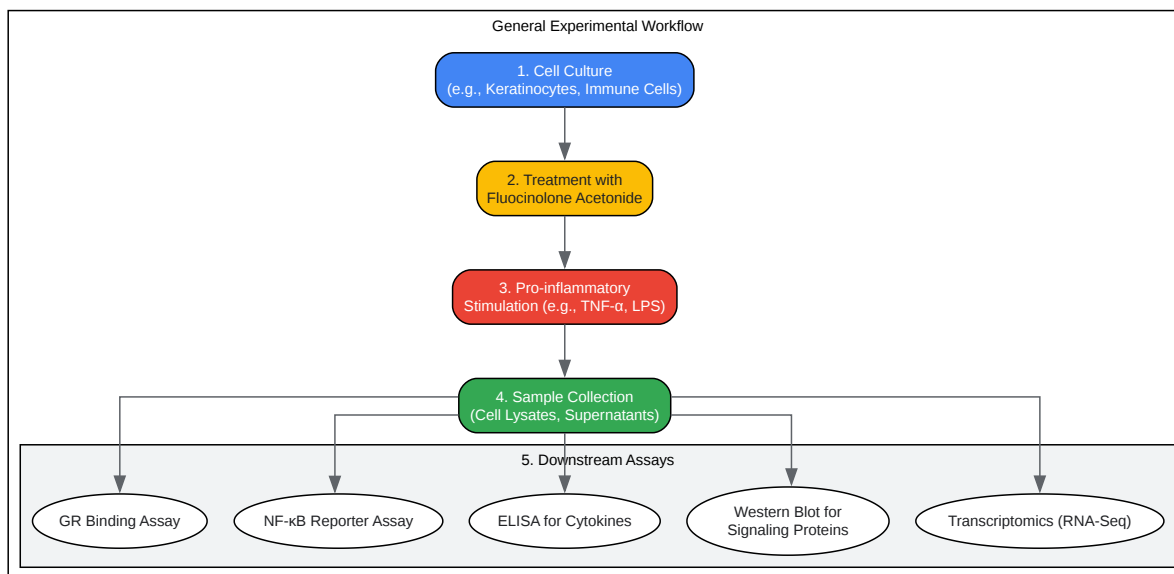 General Experimental Workflow
1. Cell Culture
(e.g., Keratinocytes, Immune Cells)
2. Treatment with
Fluocinolone Acetonide
3. Pro-inflammatory
Stimulation (e.g., TNF-α, LPS)
4. Sample Collection
(Cell Lysates, Supernatants)
5. Downstream Assays
GR Binding Assay
NF-κB Reporter Assay
ELISA for Cytokines
Western Blot for
Signaling Proteins
Transcriptomics (RNA-Seq)